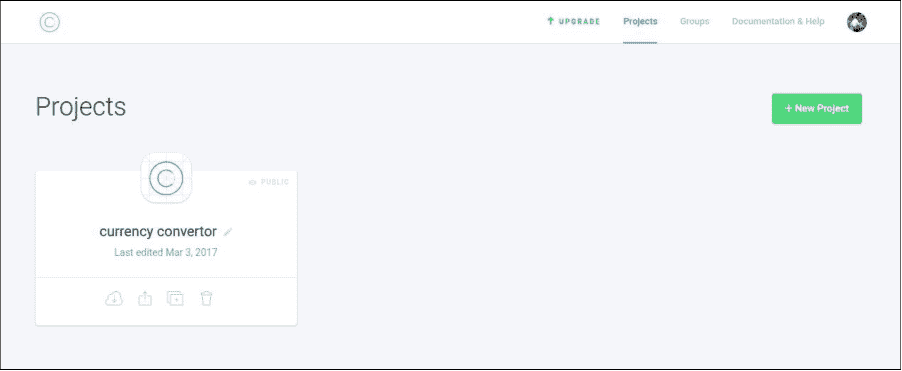 UPGRADE Projects Groups Documentation & Help
Projects
+ New Project
PUBLIC
currency convertor
Last edited Mar 3, 2017